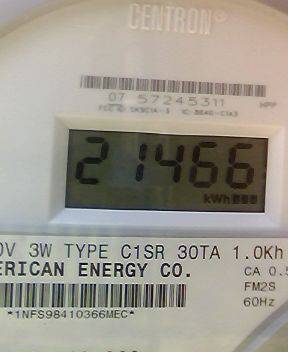 CENTRON®
07 57245311
HPP
21466
kWh
0V 3W TYPE C1SR 30TA 1.0Kh
ERICAN ENERGY CO.
CA 0.5
FM2S
*1NFS98410366MEC*
60Hz